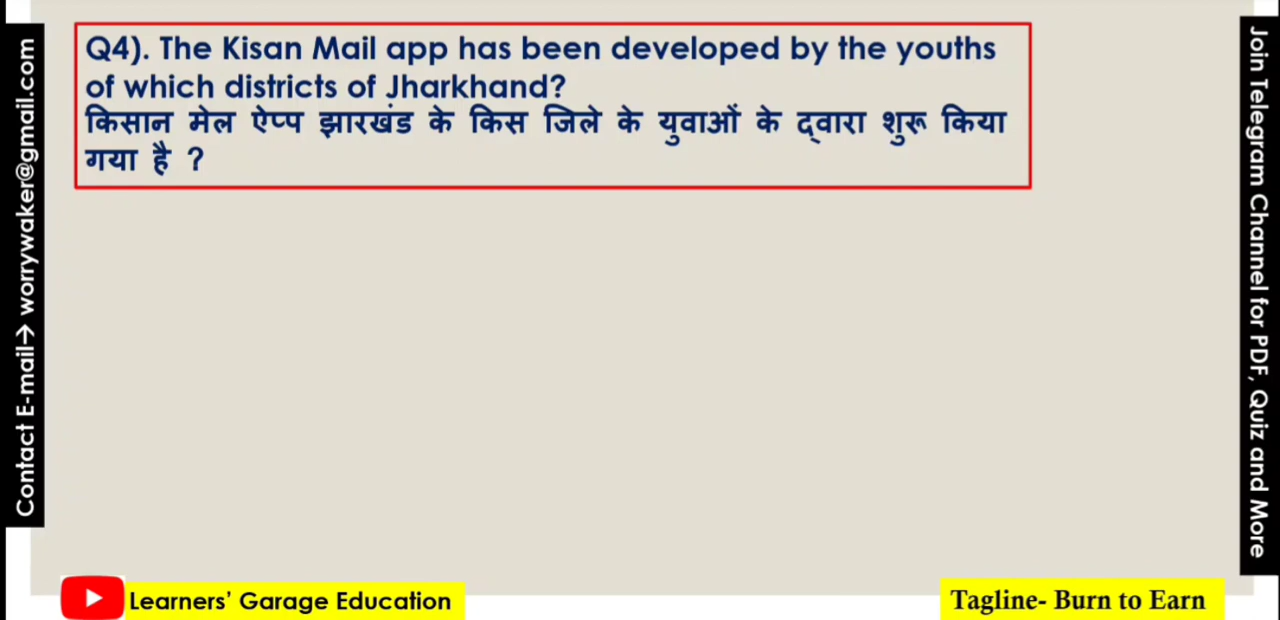 Q4). The Kisan Mail app has been developed by the youths
of which districts of Jharkhand?
किसान मेल ऐप्प झारखंड के किस जिले के युवाओं के द्वारा शुरू किया
गया है ?
Contact E-mail→ worrywaker@gmail.com
Join Telegram Channel for PDF, Quiz and More
Learners’ Garage Education
Tagline- Burn to Earn